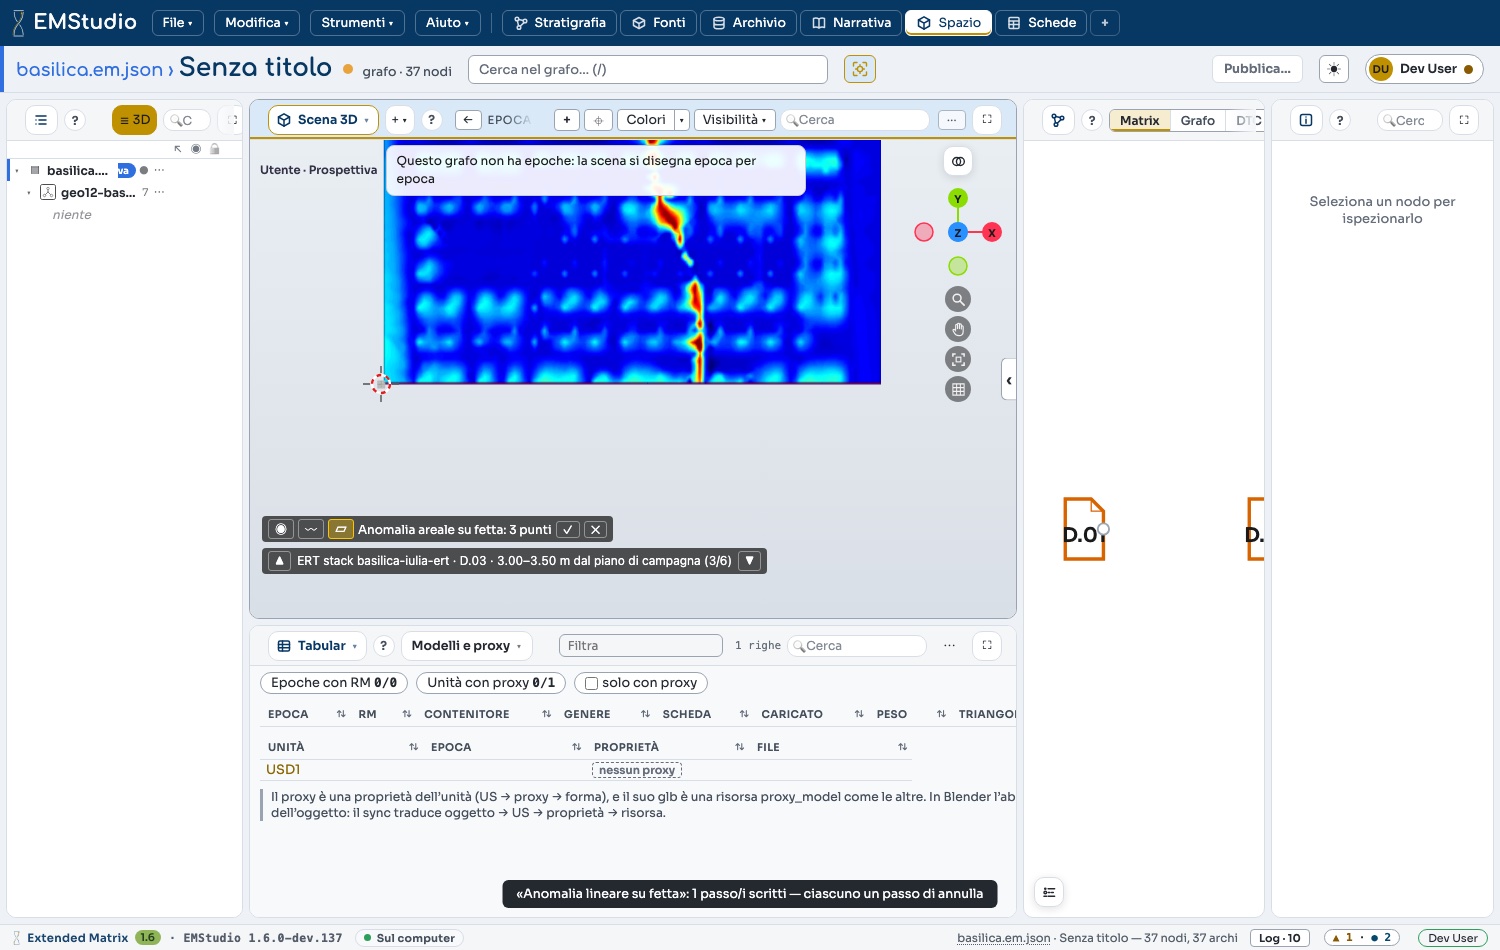 EMStudio File Modifica Strumenti Aiuto Stratigrafia Fonti Archivio Narrativa Spazio Schede +
basilica.em.json › Senza titolo grafo · 37 nodi Cerca nel grafo... (/) Pubblica... DU Dev User
? ≡ 3D C
basilica.... va ...
geo12-bas... 7 ...
niente
Scena 3D + ? ← EPOCA + Colori Visibilità Cerca ...
Utente · Prospettiva
Questo grafo non ha epoche: la scena si disegna epoca per
epoca
Y
Z X
Anomalia areale su fetta: 3 punti ✓ ✕
▲ ERT stack basilica-iulia-ert · D.03 · 3.00–3.50 m dal piano di campagna (3/6) ▼
Tabular ? Modelli e proxy Filtra 1 righe Cerca ...
Epoche con RM 0/0 Unità con proxy 0/1 solo con proxy
EPOCA RM CONTENITORE GENERE SCHEDA CARICATO PESO TRIANGOI
UNITÀ EPOCA PROPRIETÀ FILE
USD1 nessun proxy
Il proxy è una proprietà dell'unità (US → proxy → forma), e il suo glb è una risorsa proxy_model come le altre. In Blender l'ab
dell'oggetto: il sync traduce oggetto → US → proprietà → risorsa.
«Anomalia lineare su fetta»: 1 passo/i scritti — ciascuno un passo di annulla
? Matrix Grafo DTC
D.01 D.
? Cerc
Seleziona un nodo per
ispezionarlo
Extended Matrix 1.6 · EMStudio 1.6.0-dev.137 Sul computer basilica.em.json · Senza titolo — 37 nodi, 37 archi Log · 10 ▲ 1 · ● 2 Dev User